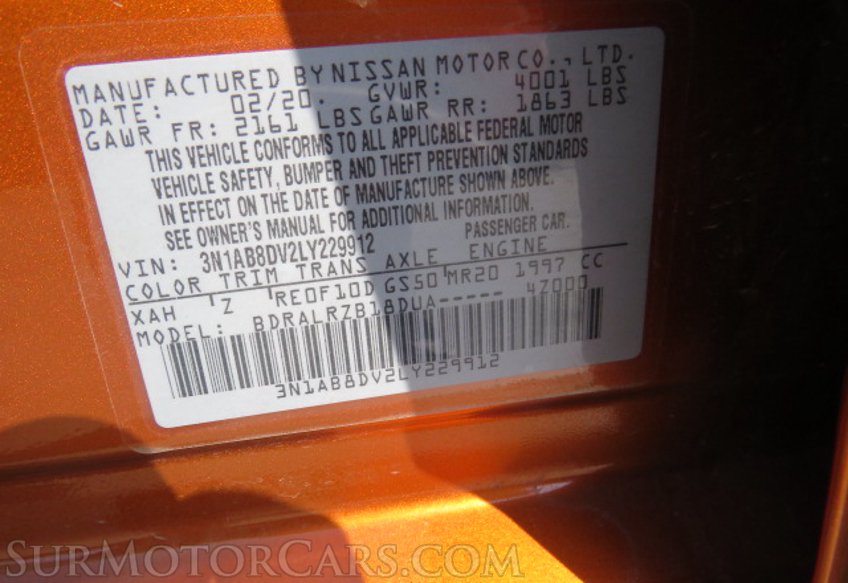 MANUFACTURED BY NISSAN MOTOR CO., LTD.
DATE: 02/20. GVWR: 4001 LBS
GAWR FR: 2161 LBS GAWR RR: 1863 LBS
THIS VEHICLE CONFORMS TO ALL APPLICABLE FEDERAL MOTOR
VEHICLE SAFETY, BUMPER AND THEFT PREVENTION STANDARDS
IN EFFECT ON THE DATE OF MANUFACTURE SHOWN ABOVE.
SEE OWNER'S MANUAL FOR ADDITIONAL INFORMATION.
VIN: 3N1AB8DV2LY229912 PASSENGER CAR.
COLOR TRIM TRANS AXLE ENGINE
XAH Z RE0F10D GS50 MR20 1997 CC
MODEL: BDRALRZB18DUA----- 4Z000
3N1AB8DV2LY229912
SURMOTORCARS.COM